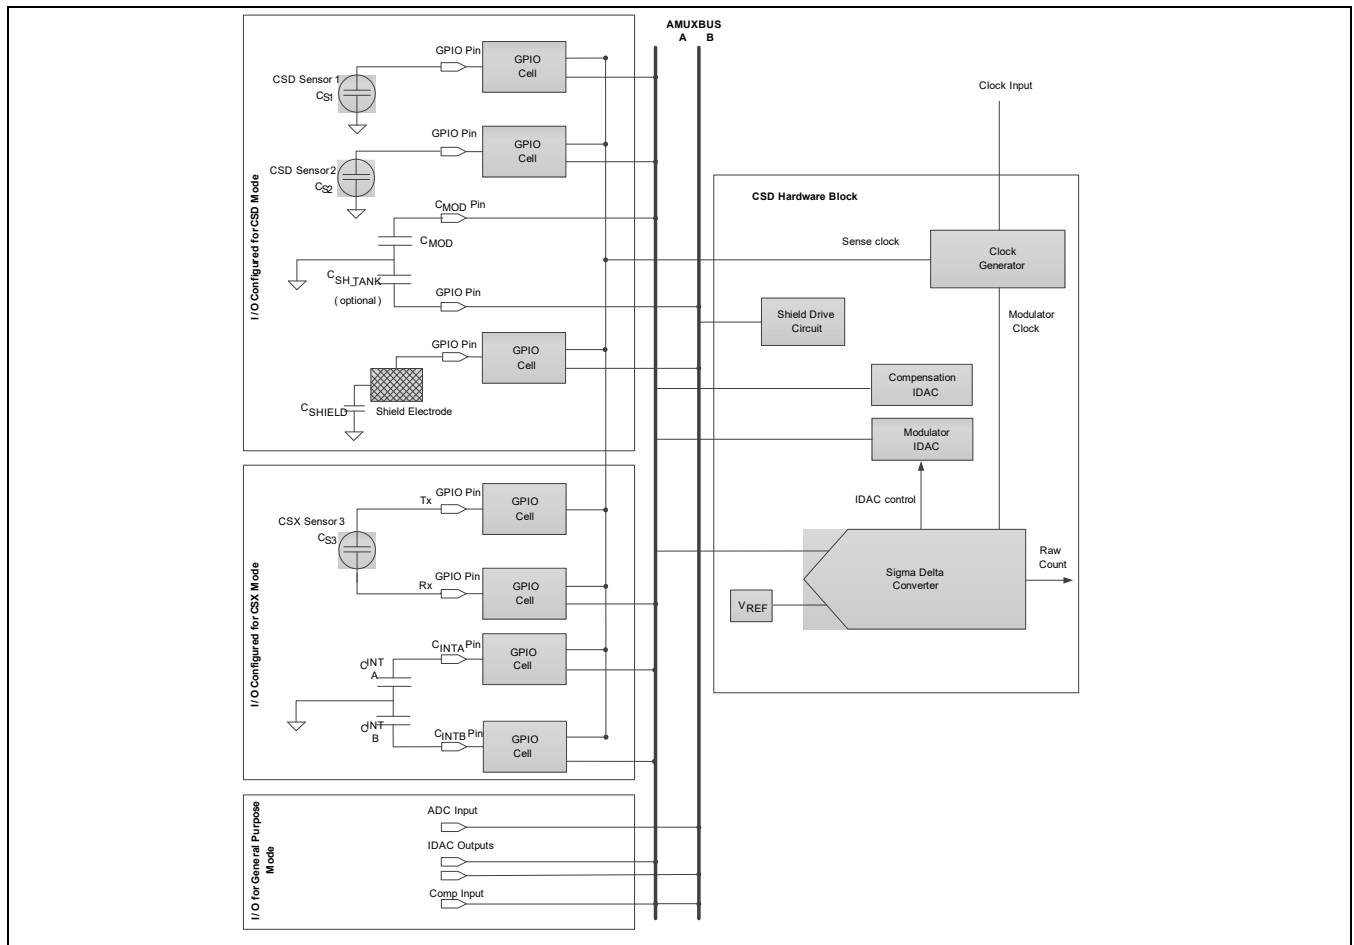 AMUXBUS
A B
I/O Configured for CSD Mode
GPIO Pin
GPIO
Cell
CSD Sensor 1
CS1
GPIO Pin
GPIO
Cell
CSD Sensor 2
CS2
CMOD Pin
CMOD
CSH_TANK
(optional)
GPIO Pin
GPIO Pin
GPIO
Cell
CSHIELD
Shield Electrode
I/O Configured for CSX Mode
GPIO Pin
Tx
GPIO
Cell
CSX Sensor 3
CS3
GPIO Pin
Rx
GPIO
Cell
CINTA Pin
GPIO
Cell
CINT
A
CINT
B
CINTB Pin
GPIO
Cell
I/O for General Purpose
Mode
ADC Input
IDAC Outputs
Comp Input
Clock Input
CSD Hardware Block
Sense clock
Clock
Generator
Shield Drive
Circuit
Modulator
Clock
Compensation
IDAC
Modulator
IDAC
IDAC control
Sigma Delta
Converter
VREF
Raw
Count